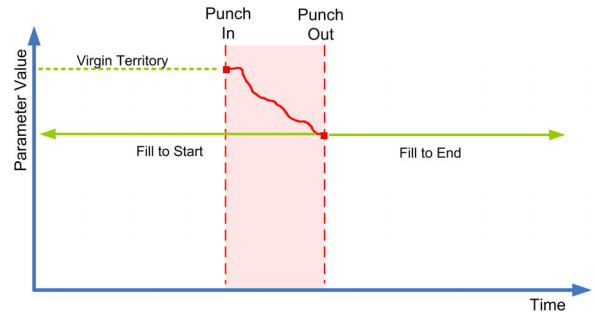 Punch
In
Punch
Out
Virgin Territory
Parameter Value
Fill to Start
Fill to End
Time